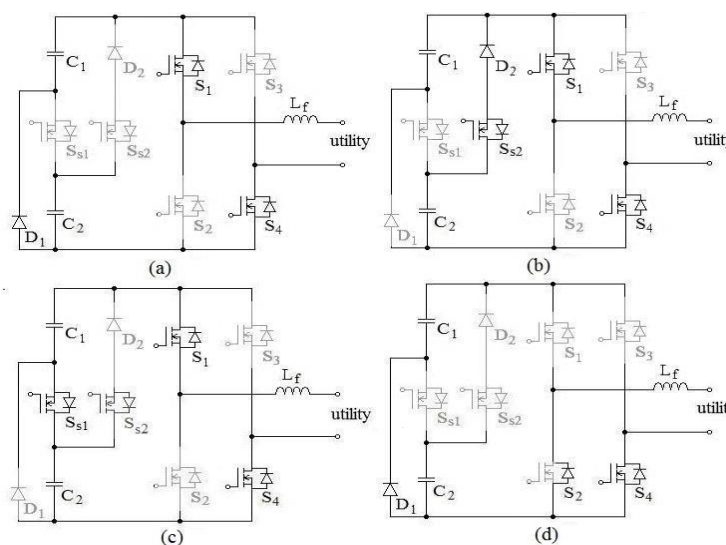 C1 D2 S1 S3
Lf
utility
Ss1 Ss2
D1 C2 S2 S4
(a)
C1 D2 S1 S3
Lf
utility
Ss1 Ss2
D1 C2 S2 S4
(b)
C1 D2 S1 S3
Lf
utility
Ss1 Ss2
D1 C2 S2 S4
(c)
C1 D2 S1 S3
Lf
utility
Ss1 Ss2
D1 C2 S2 S4
(d)